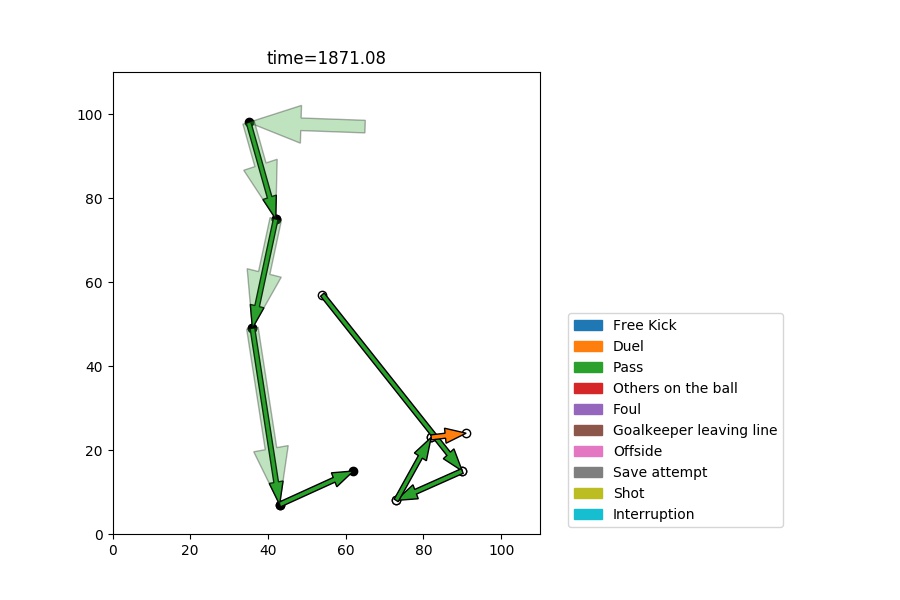 time=1871.08
100
80
60
40
20
0
0 20 40 60 80 100
Free Kick
Duel
Pass
Others on the ball
Foul
Goalkeeper leaving line
Offside
Save attempt
Shot
Interruption